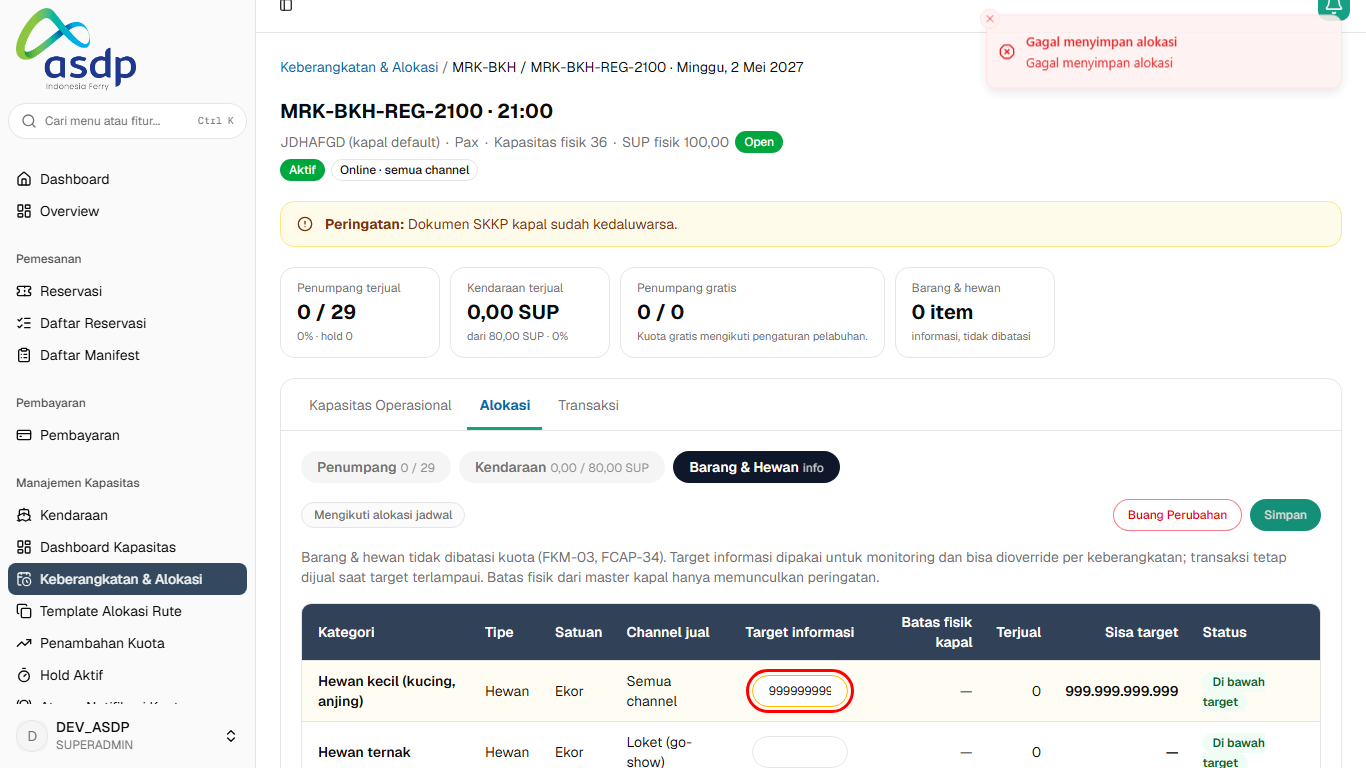 asdp
Indonesia Ferry
Cari menu atau fitur... Ctrl K
Dashboard
Overview
Pemesanan
Reservasi
Daftar Reservasi
Daftar Manifest
Pembayaran
Pembayaran
Manajemen Kapasitas
Kendaraan
Dashboard Kapasitas
Keberangkatan & Alokasi
Template Alokasi Rute
Penambahan Kuota
Hold Aktif
D
DEV_ASDP
SUPERADMIN
Gagal menyimpan alokasi
Gagal menyimpan alokasi
Keberangkatan & Alokasi / MRK-BKH / MRK-BKH-REG-2100 · Minggu, 2 Mei 2027
MRK-BKH-REG-2100 · 21:00
JDHAFGD (kapal default) · Pax · Kapasitas fisik 36 · SUP fisik 100,00 Open
Aktif Online · semua channel
Peringatan: Dokumen SKKP kapal sudah kedaluwarsa.
Penumpang terjual
0 / 29
0% · hold 0
Kendaraan terjual
0,00 SUP
dari 80,00 SUP · 0%
Penumpang gratis
0 / 0
Kuota gratis mengikuti pengaturan pelabuhan.
Barang & hewan
0 item
informasi, tidak dibatasi
Kapasitas Operasional Alokasi Transaksi
Penumpang 0 / 29 Kendaraan 0,00 / 80,00 SUP Barang & Hewan info
Mengikuti alokasi jadwal Buang Perubahan Simpan
Barang & hewan tidak dibatasi kuota (FKM-03, FCAP-34). Target informasi dipakai untuk monitoring dan bisa dioverride per keberangkatan; transaksi tetap
dijual saat target terlampaui. Batas fisik dari master kapal hanya memunculkan peringatan.
Kategori Tipe Satuan Channel jual Target informasi Batas fisik kapal Terjual Sisa target Status
Hewan kecil (kucing, anjing) Hewan Ekor Semua channel 999999999 — 0 999.999.999.999 Di bawah target
Hewan ternak Hewan Ekor Loket (go-show) — 0 — Di bawah target